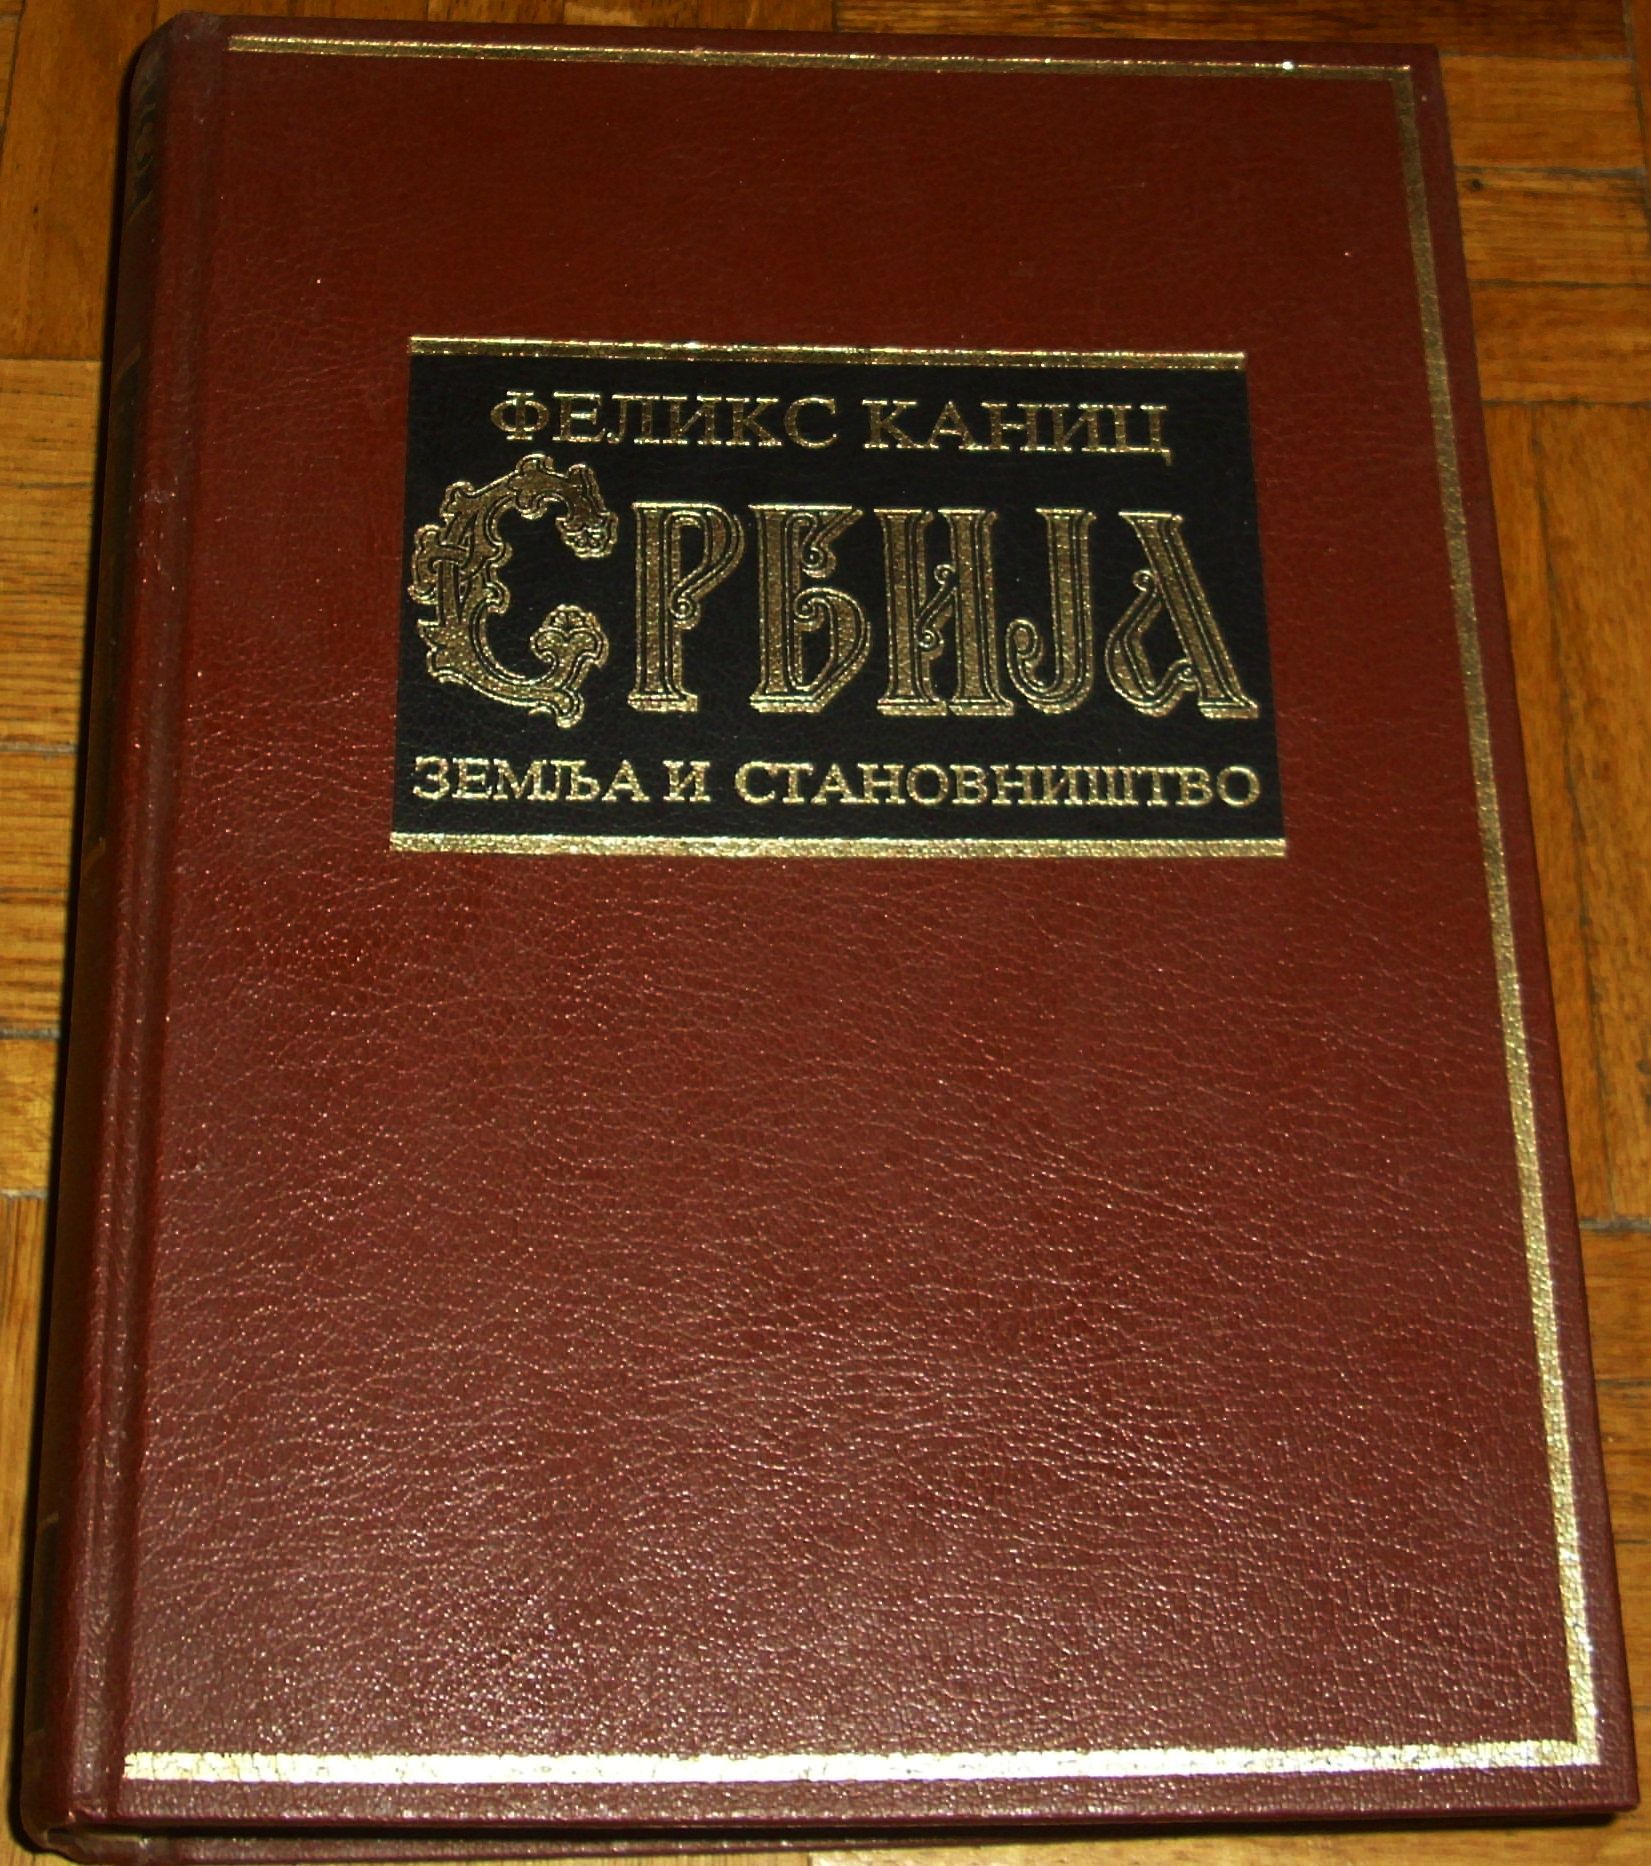 ФЕЛИКС КАНИЦ
СРБИЈА
ЗЕМЉА И СТАНОВНИШТВО